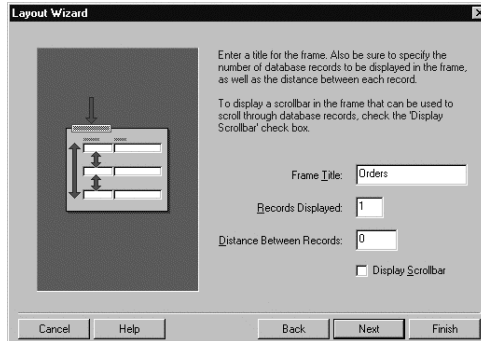 Layout Wizard
Enter a title for the frame. Also be sure to specify the
number of database records to be displayed in the frame,
as well as the distance between each record.
To display a scrollbar in the frame that can be used to
scroll through database records, check the 'Display
Scrollbar' check box.
Frame Title: Orders
Records Displayed: 1
Distance Between Records: 0
Display Scrollbar
Cancel Help Back Next Finish